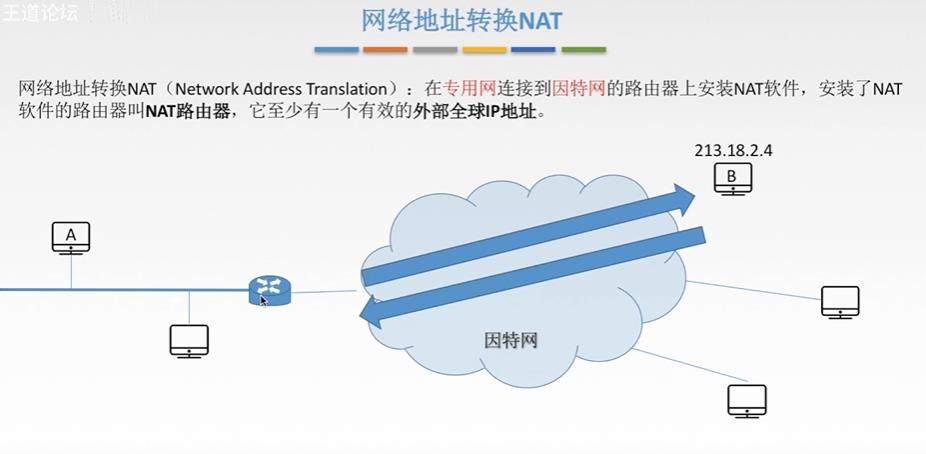 王道论坛
网络地址转换NAT
网络地址转换NAT（Network Address Translation）：在专用网连接到因特网的路由器上安装NAT软件，安装了NAT
软件的路由器叫NAT路由器，它至少有一个有效的外部全球IP地址。
213.18.2.4
B
A
因特网